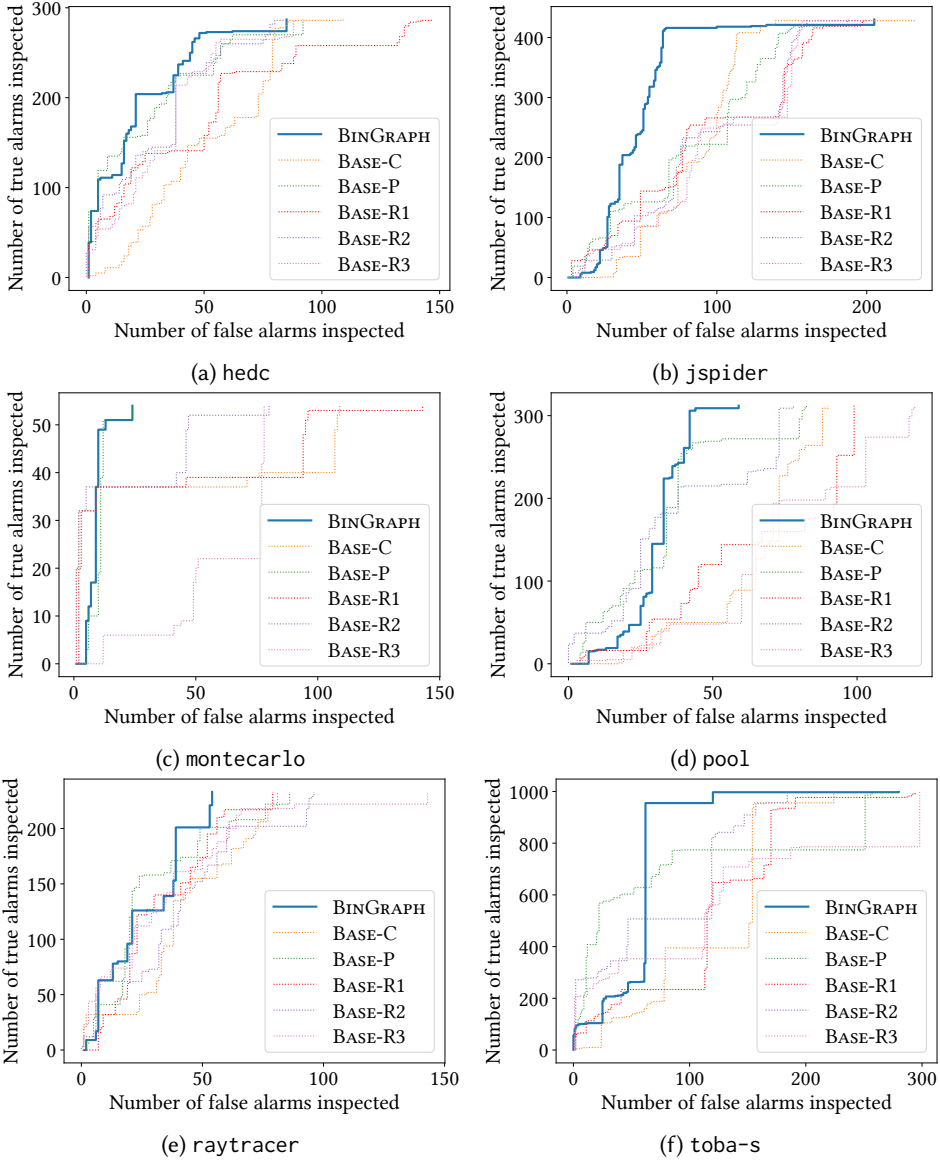 300
200
100
0
Number of true alarms inspected
BINGRAPH
BASE-C
BASE-P
BASE-R1
BASE-R2
BASE-R3
0 50 100 150
Number of false alarms inspected
(a) hedc
400
300
200
100
0
Number of true alarms inspected
BINGRAPH
BASE-C
BASE-P
BASE-R1
BASE-R2
BASE-R3
0 100 200
Number of false alarms inspected
(b) jspider
50
40
30
20
10
0
Number of true alarms inspected
BINGRAPH
BASE-C
BASE-P
BASE-R1
BASE-R2
BASE-R3
0 50 100 150
Number of false alarms inspected
(c) montecarlo
300
200
100
0
Number of true alarms inspected
BINGRAPH
BASE-C
BASE-P
BASE-R1
BASE-R2
BASE-R3
0 50 100
Number of false alarms inspected
(d) pool
200
150
100
50
0
Number of true alarms inspected
BINGRAPH
BASE-C
BASE-P
BASE-R1
BASE-R2
BASE-R3
0 50 100 150
Number of false alarms inspected
(e) raytracer
1000
800
600
400
200
0
Number of true alarms inspected
BINGRAPH
BASE-C
BASE-P
BASE-R1
BASE-R2
BASE-R3
0 100 200 300
Number of false alarms inspected
(f) toba-s